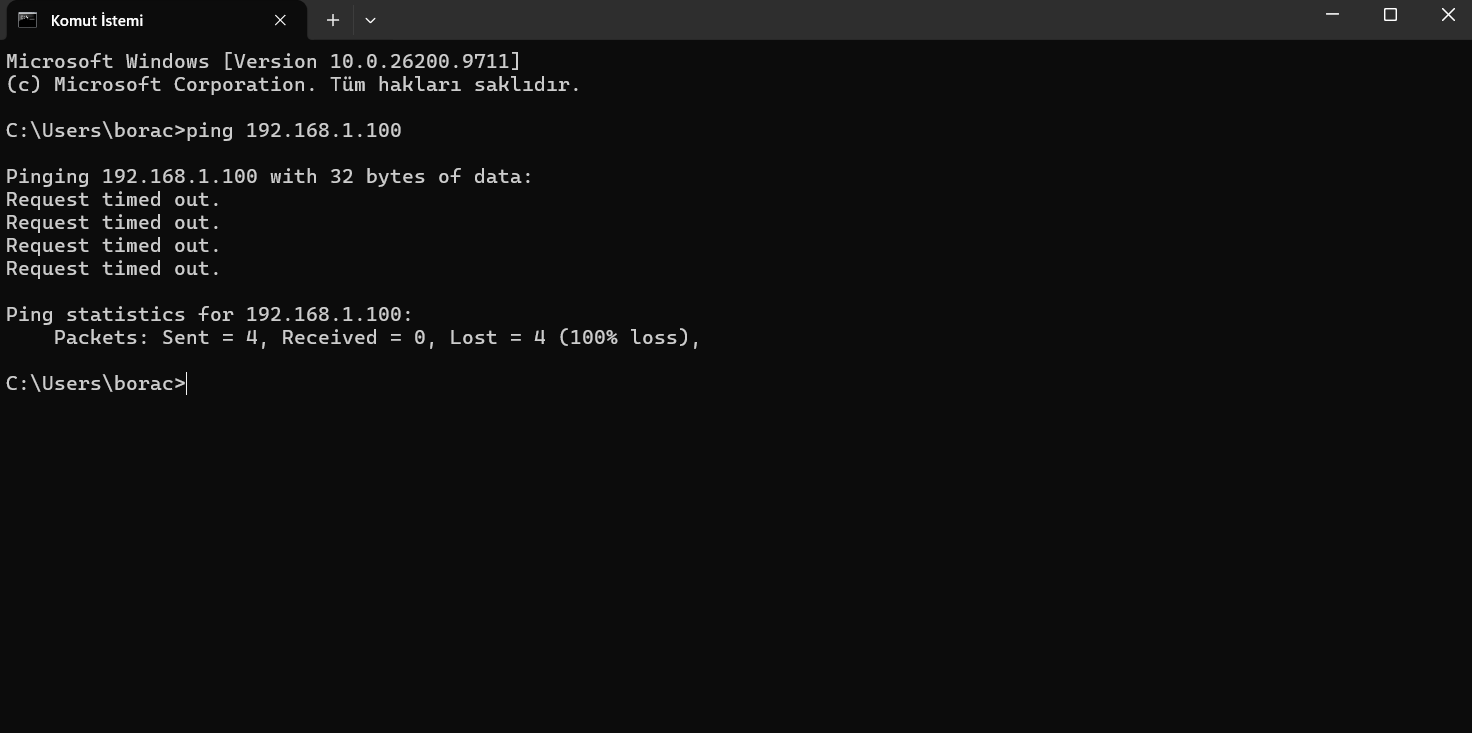 Komut İstemi
Microsoft Windows [Version 10.0.26200.9711]
(c) Microsoft Corporation. Tüm hakları saklıdır.
C:\Users\borac>ping 192.168.1.100
Pinging 192.168.1.100 with 32 bytes of data:
Request timed out.
Request timed out.
Request timed out.
Request timed out.
Ping statistics for 192.168.1.100:
    Packets: Sent = 4, Received = 0, Lost = 4 (100% loss),
C:\Users\borac>